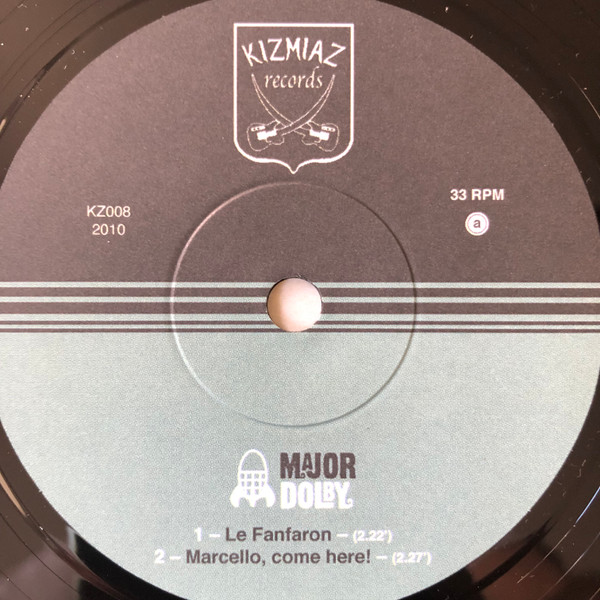 KIZMIAZ
records
KZ008
2010
33 RPM
a
MAJOR
DOLBY
1 – Le Fanfaron – (2.22')
2 – Marcello, come here! – (2.27')